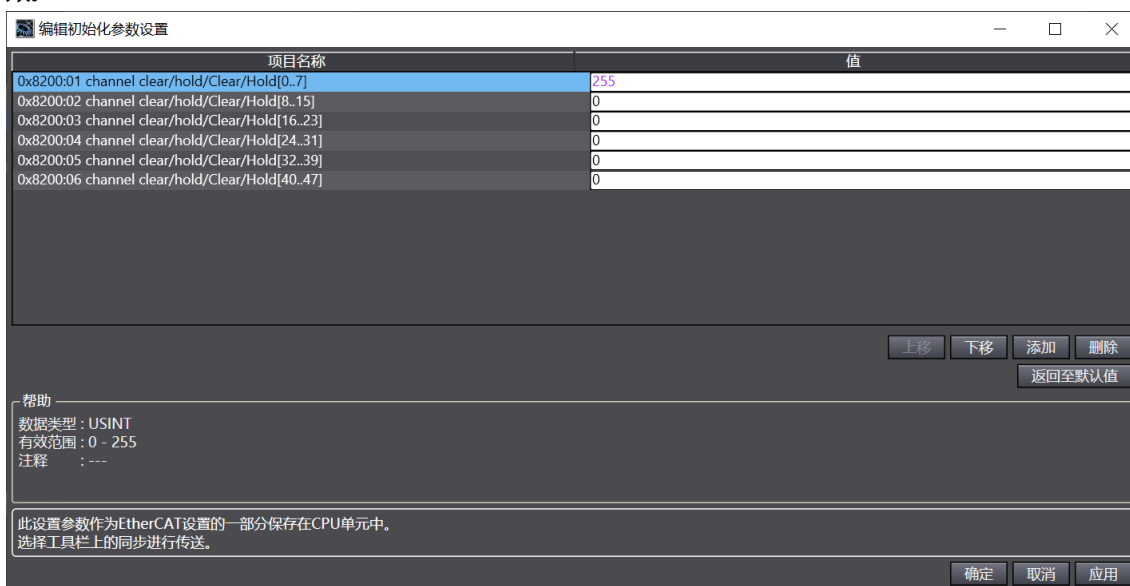 编辑初始化参数设置
项目名称 值
0x8200:01 channel clear/hold/Clear/Hold[0..7] 255
0x8200:02 channel clear/hold/Clear/Hold[8..15] 0
0x8200:03 channel clear/hold/Clear/Hold[16..23] 0
0x8200:04 channel clear/hold/Clear/Hold[24..31] 0
0x8200:05 channel clear/hold/Clear/Hold[32..39] 0
0x8200:06 channel clear/hold/Clear/Hold[40..47] 0
上移 下移 添加 删除
返回至默认值
帮助
数据类型 : USINT
有效范围 : 0 - 255
注释 : ---
此设置参数作为EtherCAT设置的一部分保存在CPU单元中。
选择工具栏上的同步进行传送。
确定 取消 应用